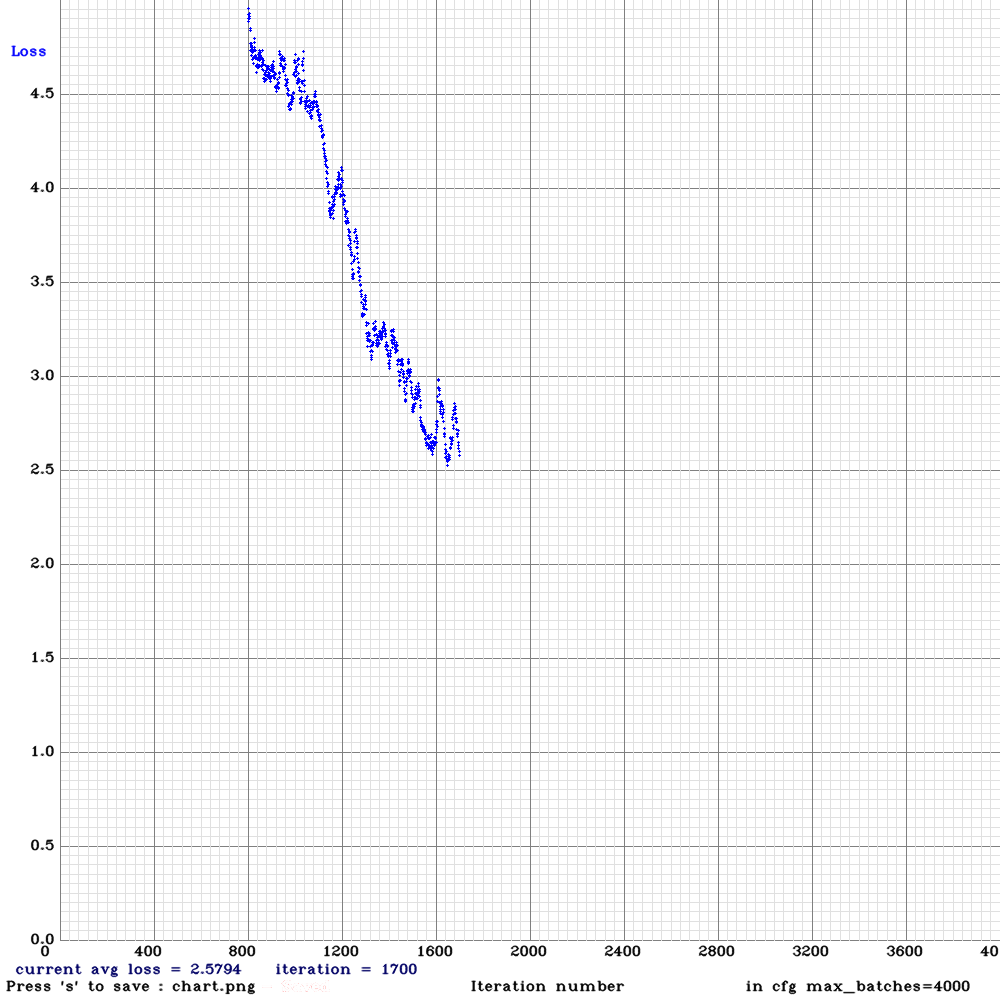 Loss
4.5
4.0
3.5
3.0
2.5
2.0
1.5
1.0
0.5
0.0
0 400 800 1200 1600 2000 2400 2800 3200 3600 40
current avg loss = 2.5794 iteration = 1700
Press 's' to save : chart.png Iteration number in cfg max_batches=4000